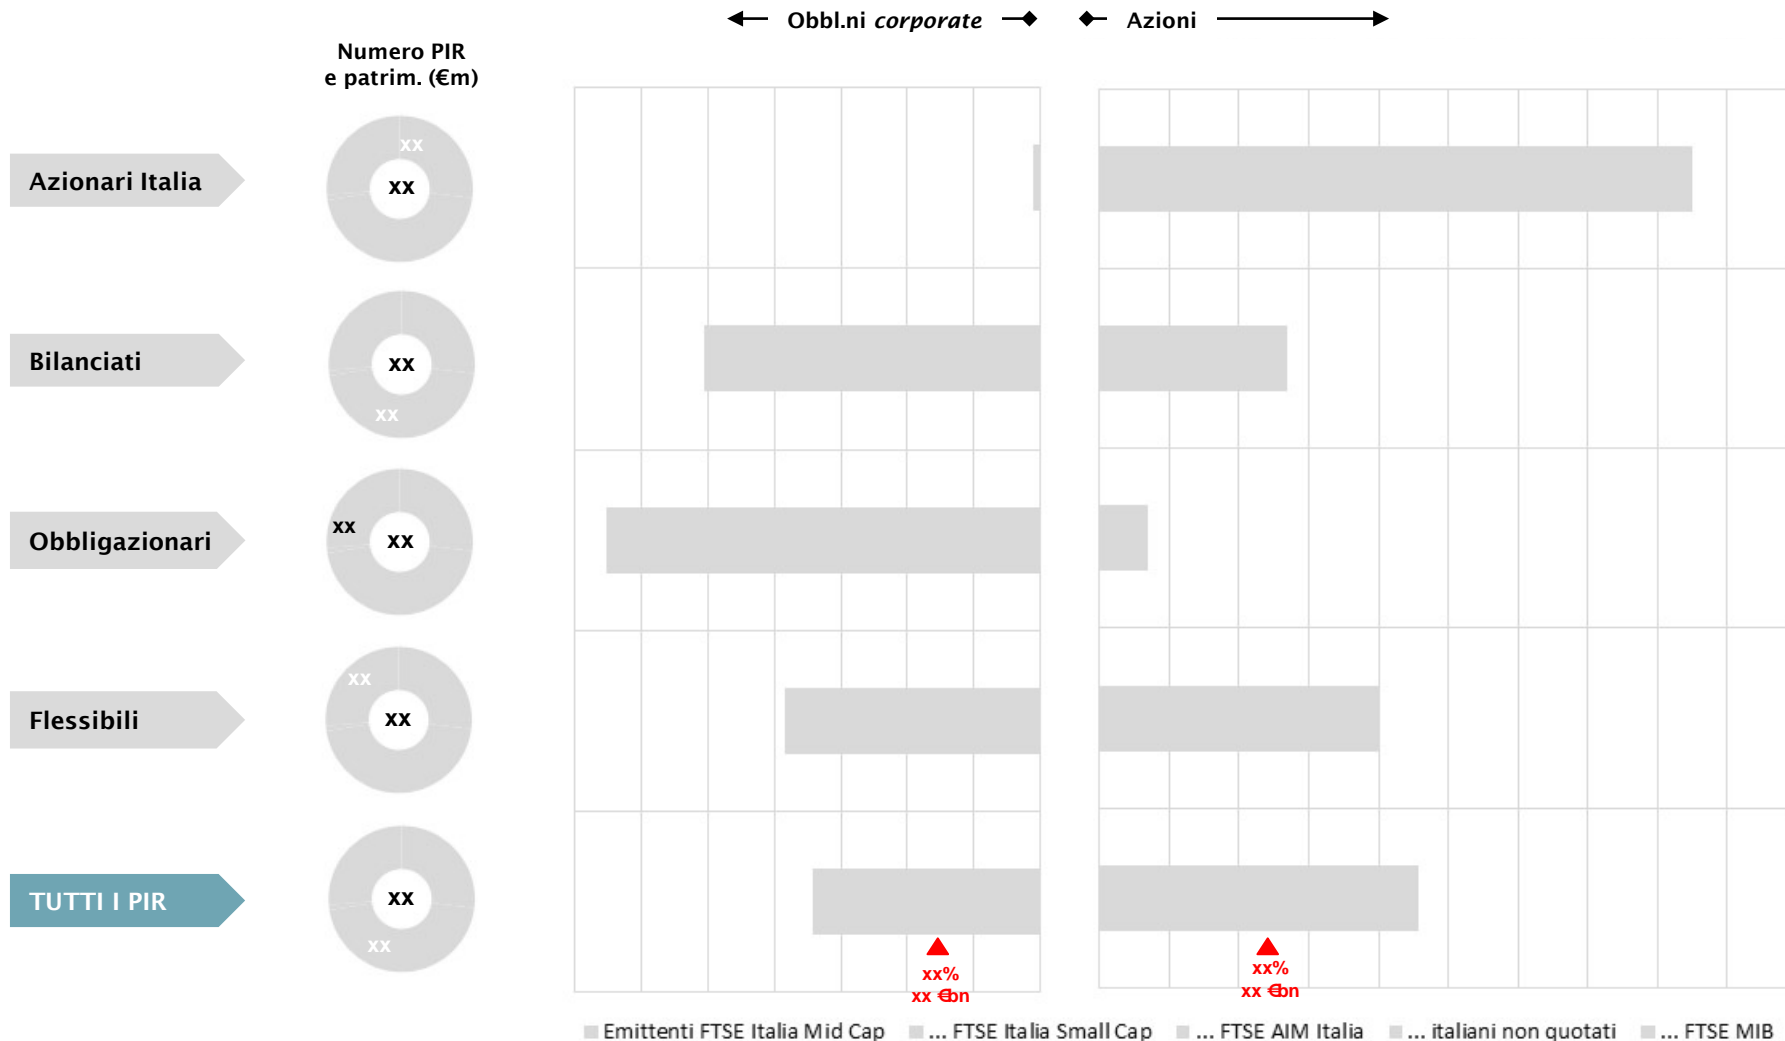 Obbl.ni corporate
Azioni
Numero PIR
e patrim. (€m)
Azionari Italia
xx
xx
Bilanciati
xx
xx
Obbligazionari
xx
xx
Flessibili
xx
xx
TUTTI I PIR
xx
xx
xx%
xx €bn
xx%
xx €bn
Emittenti FTSE Italia Mid Cap ... FTSE Italia Small Cap ... FTSE AIM Italia ... italiani non quotati ... FTSE MIB